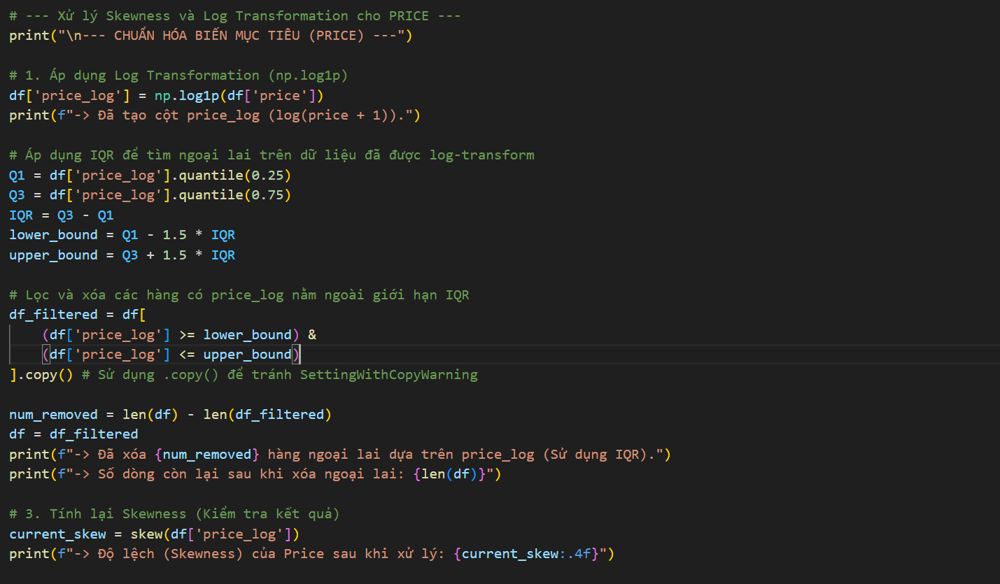 # --- Xử lý Skewness và Log Transformation cho PRICE ---
print("\n--- CHUẨN HÓA BIẾN MỤC TIÊU (PRICE) ---")
# 1. Áp dụng Log Transformation (np.log1p)
df['price_log'] = np.log1p(df['price'])
print(f"-> Đã tạo cột price_log (log(price + 1)).")
# Áp dụng IQR để tìm ngoại lai trên dữ liệu đã được log-transform
Q1 = df['price_log'].quantile(0.25)
Q3 = df['price_log'].quantile(0.75)
IQR = Q3 - Q1
lower_bound = Q1 - 1.5 * IQR
upper_bound = Q3 + 1.5 * IQR
# Lọc và xóa các hàng có price_log nằm ngoài giới hạn IQR
df_filtered = df[
    (df['price_log'] >= lower_bound) &
    (df['price_log'] <= upper_bound)
].copy() # Sử dụng .copy() để tránh SettingWithCopyWarning
num_removed = len(df) - len(df_filtered)
df = df_filtered
print(f"-> Đã xóa {num_removed} hàng ngoại lai dựa trên price_log (Sử dụng IQR).")
print(f"-> Số dòng còn lại sau khi xóa ngoại lai: {len(df)}")
# 3. Tính lại Skewness (Kiểm tra kết quả)
current_skew = skew(df['price_log'])
print(f"-> Độ lệch (Skewness) của Price sau khi xử lý: {current_skew:.4f}")